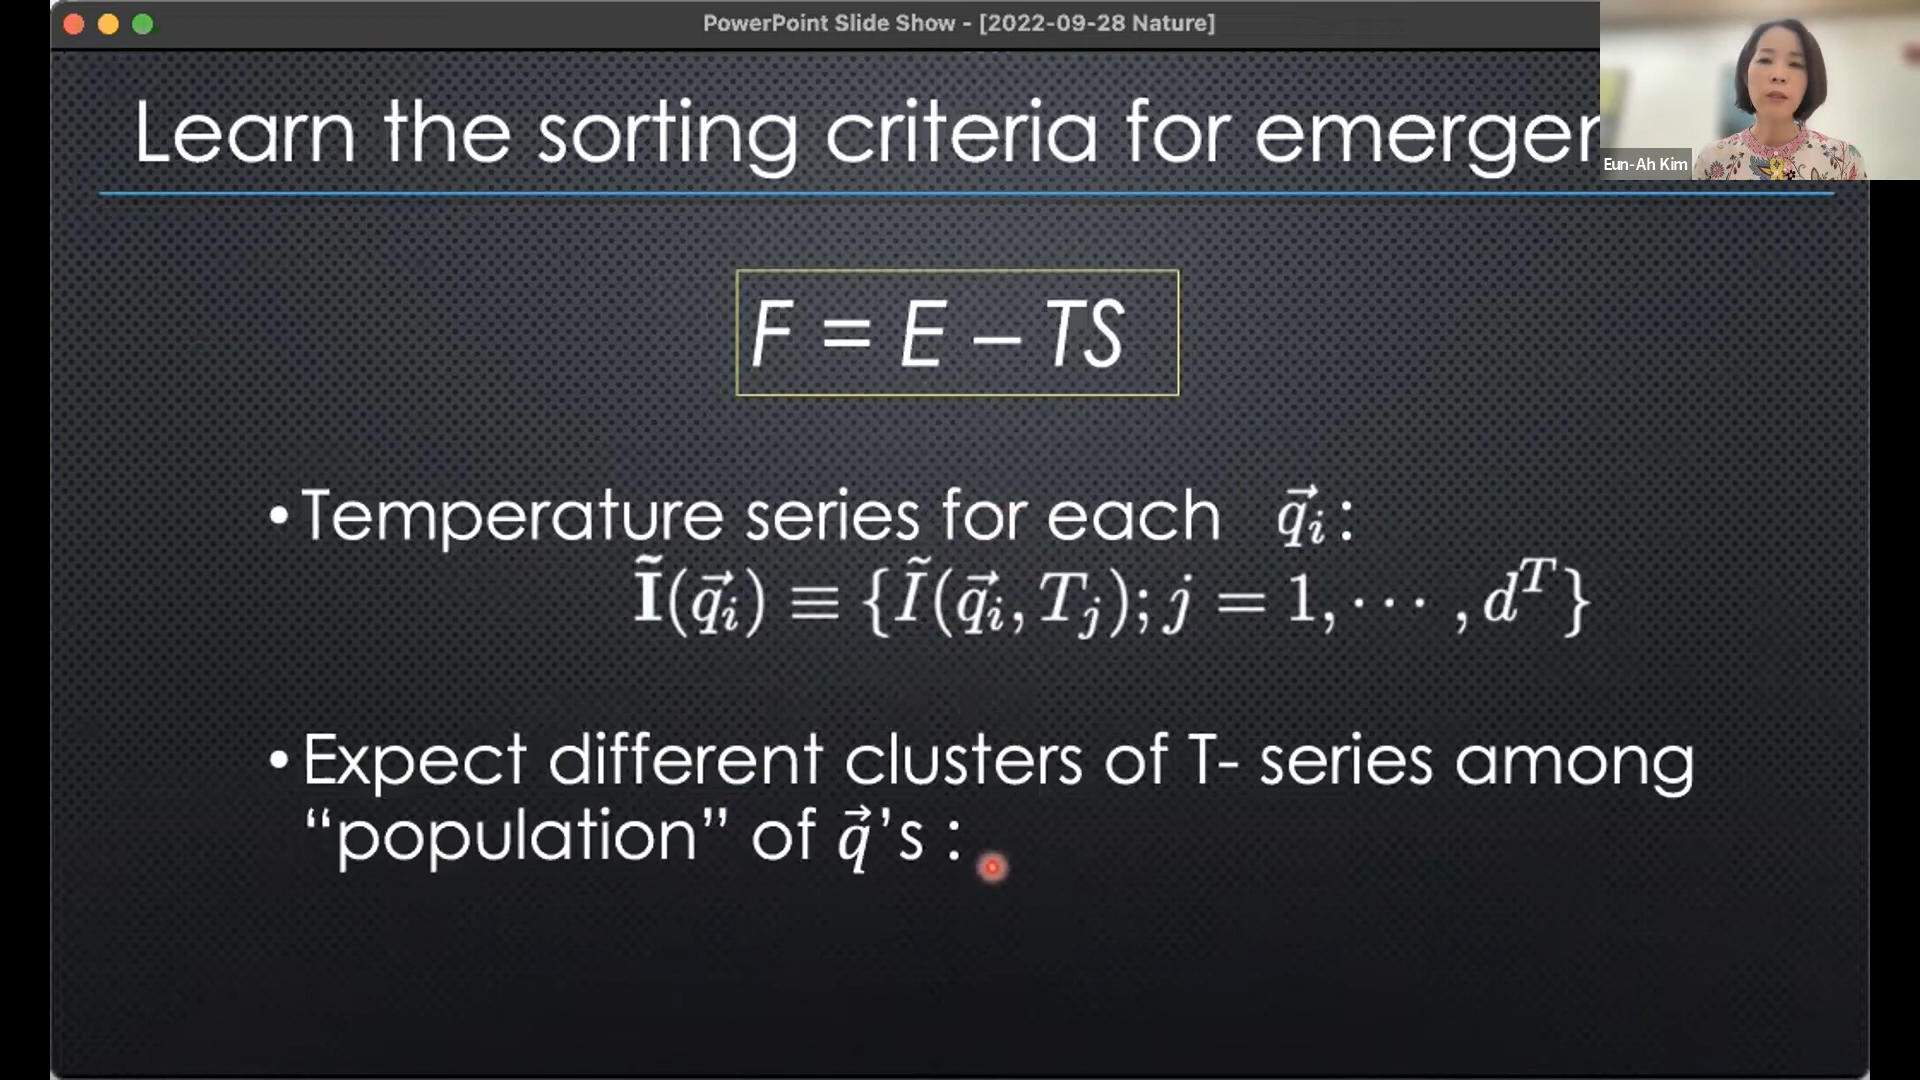 PowerPoint Slide Show - [2022-09-28 Nature]
Learn the sorting criteria for emerger
Eun-Ah Kim
F = E – TS
•Temperature series for each q⃗ᵢ:
Ĩ(q⃗ᵢ) ≡ {Ĩ(q⃗ᵢ, Tⱼ); j = 1, ⋯ , dᵀ}
•Expect different clusters of T- series among
“population” of q⃗’s :